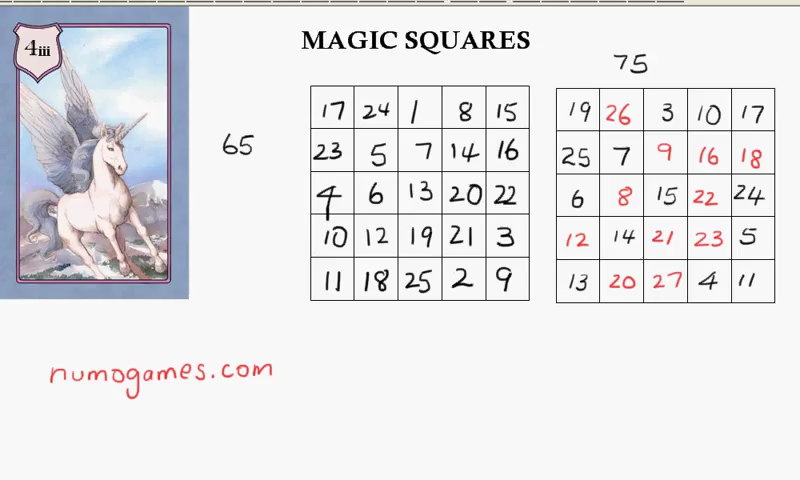 4iii
MAGIC SQUARES
75
65
17 24 1 8 15
23 5 7 14 16
4 6 13 20 22
10 12 19 21 3
11 18 25 2 9
19 26 3 10 17
25 7 9 16 18
6 8 15 22 24
12 14 21 23 5
13 20 27 4 11
numogames.com